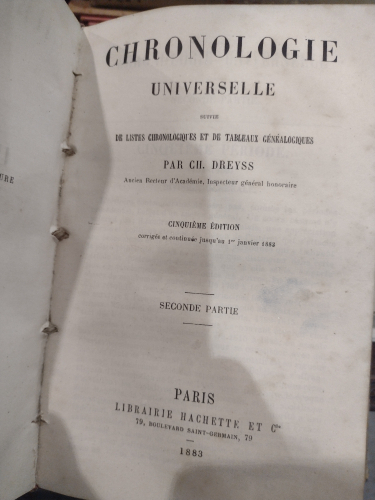 CHRONOLOGIE
UNIVERSELLE
SUIVIE
DE LISTES CHRONOLOGIQUES ET DE TABLEAUX GÉNÉALOGIQUES
PAR CH. DREYSS
Ancien Recteur d'Académie, Inspecteur général honoraire
CINQUIÈME ÉDITION
corrigée et continuée jusqu'au 1er janvier 1883
SECONDE PARTIE
PARIS
LIBRAIRIE HACHETTE ET Cie
79, BOULEVARD SAINT-GERMAIN, 79
1883
URE